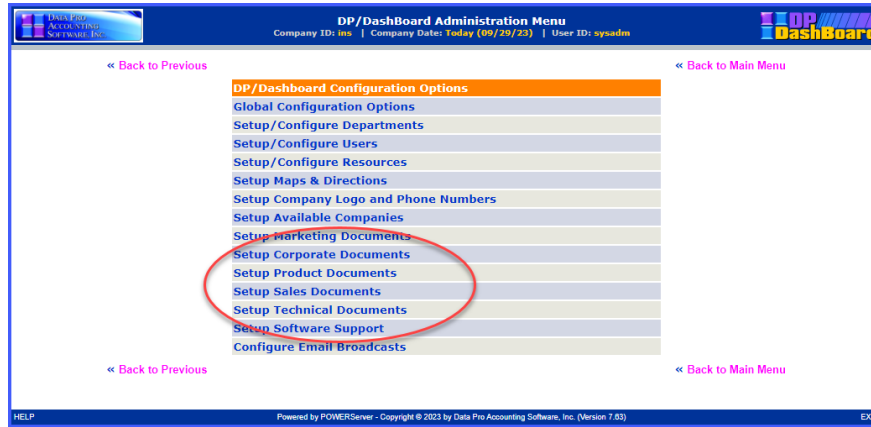 DATA PRO
ACCOUNTING
SOFTWARE, INC.
DP/DashBoard Administration Menu
Company ID: ins | Company Date: Today (09/29/23) | User ID: sysadm
DP
DashBoard
« Back to Previous
« Back to Main Menu
DP/Dashboard Configuration Options
Global Configuration Options
Setup/Configure Departments
Setup/Configure Users
Setup/Configure Resources
Setup Maps & Directions
Setup Company Logo and Phone Numbers
Setup Available Companies
Setup Marketing Documents
Setup Corporate Documents
Setup Product Documents
Setup Sales Documents
Setup Technical Documents
Setup Software Support
Configure Email Broadcasts
« Back to Previous
« Back to Main Menu
HELP
Powered by POWERServer - Copyright © 2023 by Data Pro Accounting Software, Inc. (Version 7.63)
EX